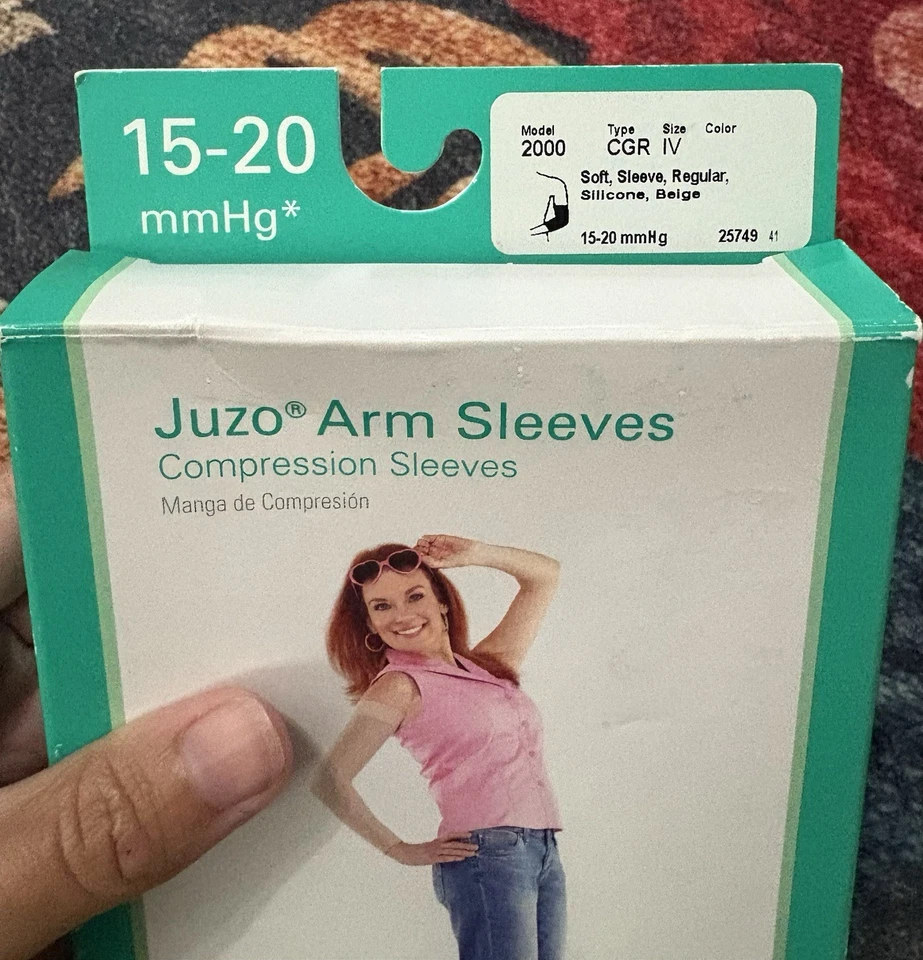 15-20
mmHg*
Model Type Size Color
2000 CGR IV
Soft, Sleeve, Regular,
Silicone, Beige
15-20 mmHg 25749 41
Juzo® Arm Sleeves
Compression Sleeves
Manga de Compresión